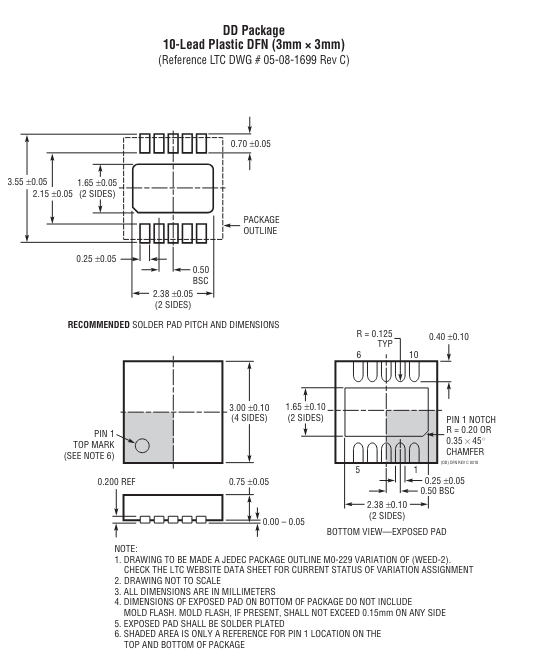 DD Package
10-Lead Plastic DFN (3mm × 3mm)
(Reference LTC DWG # 05-08-1699 Rev C)
0.70 ±0.05
3.55 ±0.05
2.15 ±0.05
1.65 ±0.05
(2 SIDES)
PACKAGE
OUTLINE
0.25 ±0.05
0.50
BSC
2.38 ±0.05
(2 SIDES)
RECOMMENDED SOLDER PAD PITCH AND DIMENSIONS
R = 0.125
TYP
6
10
0.40 ±0.10
3.00 ±0.10
(4 SIDES)
1.65 ±0.10
(2 SIDES)
PIN 1
TOP MARK
(SEE NOTE 6)
PIN 1 NOTCH
R = 0.20 OR
0.35 × 45°
CHAMFER
5
1
0.200 REF
0.75 ±0.05
0.00 – 0.05
0.25 ±0.05
0.50 BSC
2.38 ±0.10
(2 SIDES)
BOTTOM VIEW—EXPOSED PAD
NOTE:
1. DRAWING TO BE MADE A JEDEC PACKAGE OUTLINE M0-229 VARIATION OF (WEED-2).
CHECK THE LTC WEBSITE DATA SHEET FOR CURRENT STATUS OF VARIATION ASSIGNMENT
2. DRAWING NOT TO SCALE
3. ALL DIMENSIONS ARE IN MILLIMETERS
4. DIMENSIONS OF EXPOSED PAD ON BOTTOM OF PACKAGE DO NOT INCLUDE
MOLD FLASH. MOLD FLASH, IF PRESENT, SHALL NOT EXCEED 0.15mm ON ANY SIDE
5. EXPOSED PAD SHALL BE SOLDER PLATED
6. SHADED AREA IS ONLY A REFERENCE FOR PIN 1 LOCATION ON THE
TOP AND BOTTOM OF PACKAGE